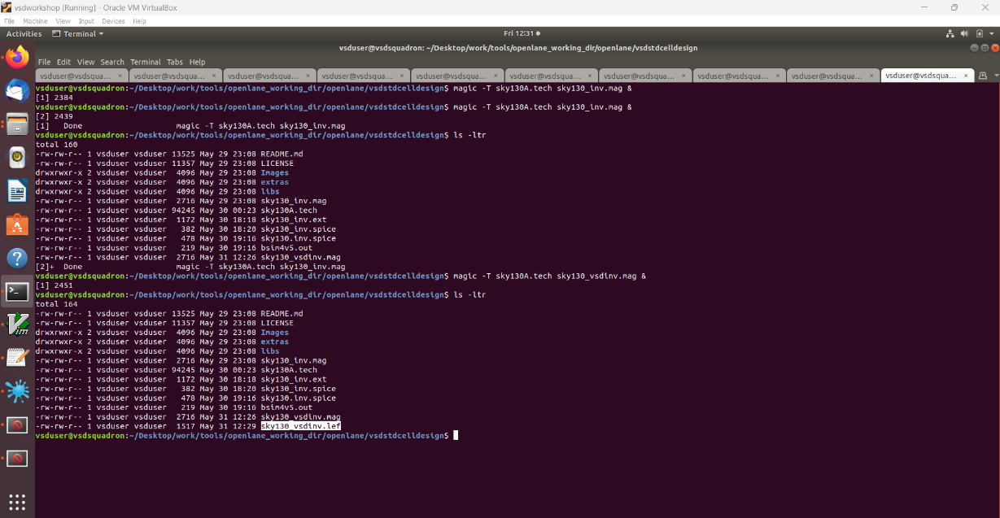 vsdworkshop [Running] - Oracle VM VirtualBox
File Machine View Input Devices Help
Activities Terminal Fri 12:31
vsduser@vsdsquadron: ~/Desktop/work/tools/openlane_working_dir/openlane/vsdstdcelldesign
File Edit View Search Terminal Tabs Help
vsduser@vsdsqua... × vsduser@vsdsqua... × vsduser@vsdsqua... × vsduser@vsdsqua... × vsduser@vsdsqua... × vsduser@vsdsqua... × vsduser@vsdsqua... × vsduser@vsdsqua... × vsduser@vsdsqua... × vsduser@vsdsqua... ×
vsduser@vsdsquadron:~/Desktop/work/tools/openlane_working_dir/openlane/vsdstdcelldesign$ magic -T sky130A.tech sky130_inv.mag &
[1] 2384
vsduser@vsdsquadron:~/Desktop/work/tools/openlane_working_dir/openlane/vsdstdcelldesign$ magic -T sky130A.tech sky130_inv.mag &
[2] 2439
[1]   Done                    magic -T sky130A.tech sky130_inv.mag
vsduser@vsdsquadron:~/Desktop/work/tools/openlane_working_dir/openlane/vsdstdcelldesign$ ls -ltr
total 160
-rw-rw-r-- 1 vsduser vsduser 13525 May 29 23:08 README.md
-rw-rw-r-- 1 vsduser vsduser 11357 May 29 23:08 LICENSE
drwxrwxr-x 2 vsduser vsduser  4096 May 29 23:08 Images
drwxrwxr-x 2 vsduser vsduser  4096 May 29 23:08 extras
drwxrwxr-x 2 vsduser vsduser  4096 May 29 23:08 libs
-rw-rw-r-- 1 vsduser vsduser  2716 May 29 23:08 sky130_inv.mag
-rw-rw-r-- 1 vsduser vsduser 94245 May 30 00:23 sky130A.tech
-rw-rw-r-- 1 vsduser vsduser  1172 May 30 18:18 sky130_inv.ext
-rw-rw-r-- 1 vsduser vsduser   382 May 30 18:20 sky130_inv.spice
-rw-rw-r-- 1 vsduser vsduser   478 May 30 19:16 sky130.inv.spice
-rw-rw-r-- 1 vsduser vsduser   219 May 30 19:16 bsim4v5.out
-rw-rw-r-- 1 vsduser vsduser  2716 May 31 12:26 sky130_vsdinv.mag
[2]+  Done                    magic -T sky130A.tech sky130_inv.mag
vsduser@vsdsquadron:~/Desktop/work/tools/openlane_working_dir/openlane/vsdstdcelldesign$ magic -T sky130A.tech sky130_vsdinv.mag &
[1] 2451
vsduser@vsdsquadron:~/Desktop/work/tools/openlane_working_dir/openlane/vsdstdcelldesign$ ls -ltr
total 164
-rw-rw-r-- 1 vsduser vsduser 13525 May 29 23:08 README.md
-rw-rw-r-- 1 vsduser vsduser 11357 May 29 23:08 LICENSE
drwxrwxr-x 2 vsduser vsduser  4096 May 29 23:08 Images
drwxrwxr-x 2 vsduser vsduser  4096 May 29 23:08 extras
drwxrwxr-x 2 vsduser vsduser  4096 May 29 23:08 libs
-rw-rw-r-- 1 vsduser vsduser  2716 May 29 23:08 sky130_inv.mag
-rw-rw-r-- 1 vsduser vsduser 94245 May 30 00:23 sky130A.tech
-rw-rw-r-- 1 vsduser vsduser  1172 May 30 18:18 sky130_inv.ext
-rw-rw-r-- 1 vsduser vsduser   382 May 30 18:20 sky130_inv.spice
-rw-rw-r-- 1 vsduser vsduser   478 May 30 19:16 sky130.inv.spice
-rw-rw-r-- 1 vsduser vsduser   219 May 30 19:16 bsim4v5.out
-rw-rw-r-- 1 vsduser vsduser  2716 May 31 12:26 sky130_vsdinv.mag
-rw-rw-r-- 1 vsduser vsduser  1517 May 31 12:29 sky130_vsdinv.lef
vsduser@vsdsquadron:~/Desktop/work/tools/openlane_working_dir/openlane/vsdstdcelldesign$